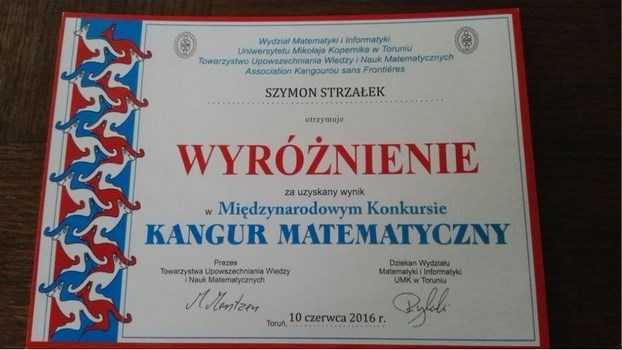 Wydział Matematyki i Informatyki
Uniwersytetu Mikołaja Kopernika w Toruniu
Towarzystwo Upowszechniania Wiedzy i Nauk Matematycznych
Association Kangourou sans Frontières
SZYMON STRZAŁEK
otrzymuje
WYRÓŻNIENIE
za uzyskany wynik
w Międzynarodowym Konkursie
KANGUR MATEMATYCZNY
Prezes
Towarzystwa Upowszechniania Wiedzy
i Nauk Matematycznych
Dziekan Wydziału
Matematyki i Informatyki
UMK w Toruniu
Toruń, 10 czerwca 2016 r.